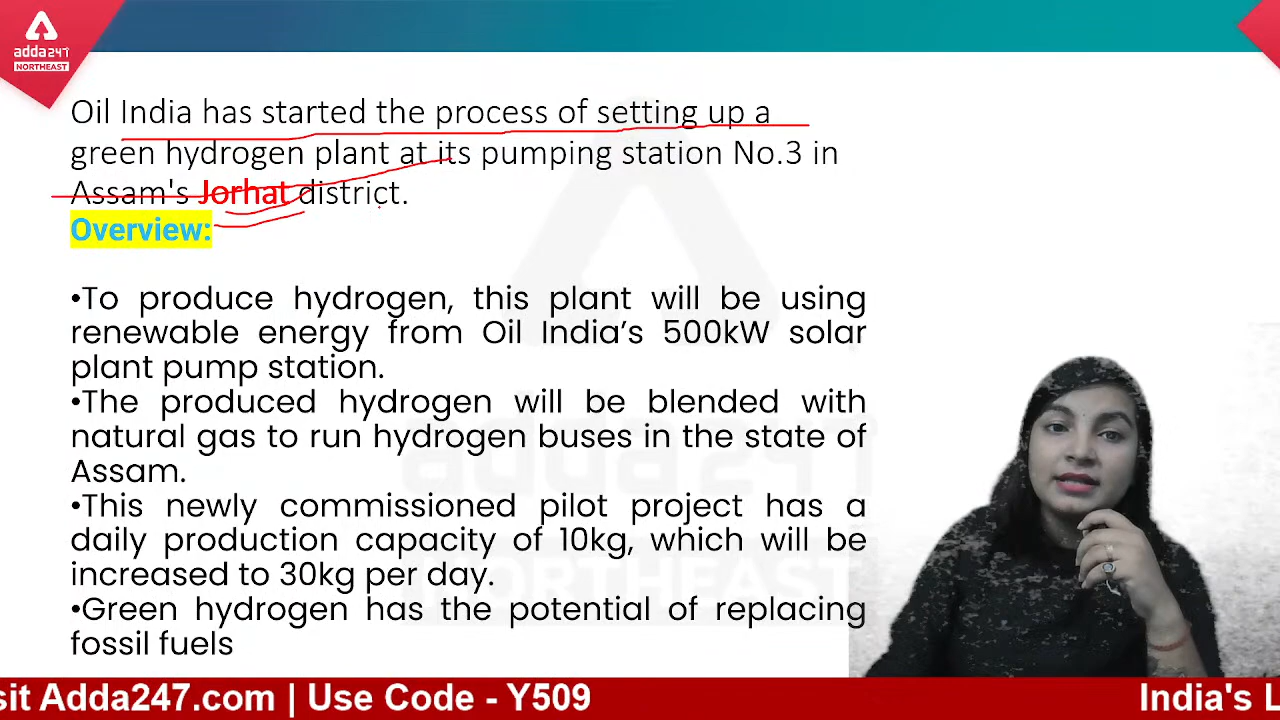 adda247
NORTHEAST
Oil India has started the process of setting up a
green hydrogen plant at its pumping station No.3 in
Assam's Jorhat district.
Overview:
•To produce hydrogen, this plant will be using
renewable energy from Oil India’s 500kW solar
plant pump station.
•The produced hydrogen will be blended with
natural gas to run hydrogen buses in the state of
Assam.
•This newly commissioned pilot project has a
daily production capacity of 10kg, which will be
increased to 30kg per day.
•Green hydrogen has the potential of replacing
fossil fuels
adda247
NORTHEAST
sit Adda247.com | Use Code - Y509
India's L